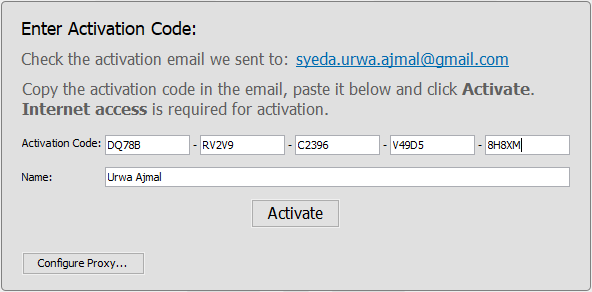 Enter Activation Code:
Check the activation email we sent to: syeda.urwa.ajmal@gmail.com
Copy the activation code in the email, paste it below and click Activate.
Internet access is required for activation.
Activation Code: DQ78B - RV2V9 - C2396 - V49D5 - 8H8XM
Name: Urwa Ajmal
Activate
Configure Proxy...